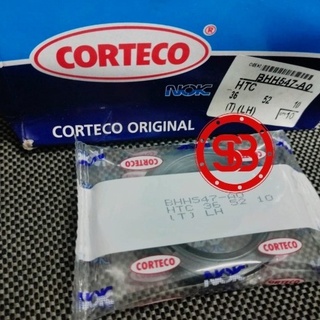 CORTECO
NOK
CORTECO ORIGINAL
BHH547-A0
HTC
36 52 10
(T) (LH)
SB
CORTECO
BHH547-A0
HTC 36 52 10
(T) LH
CORTECO
CORTECO